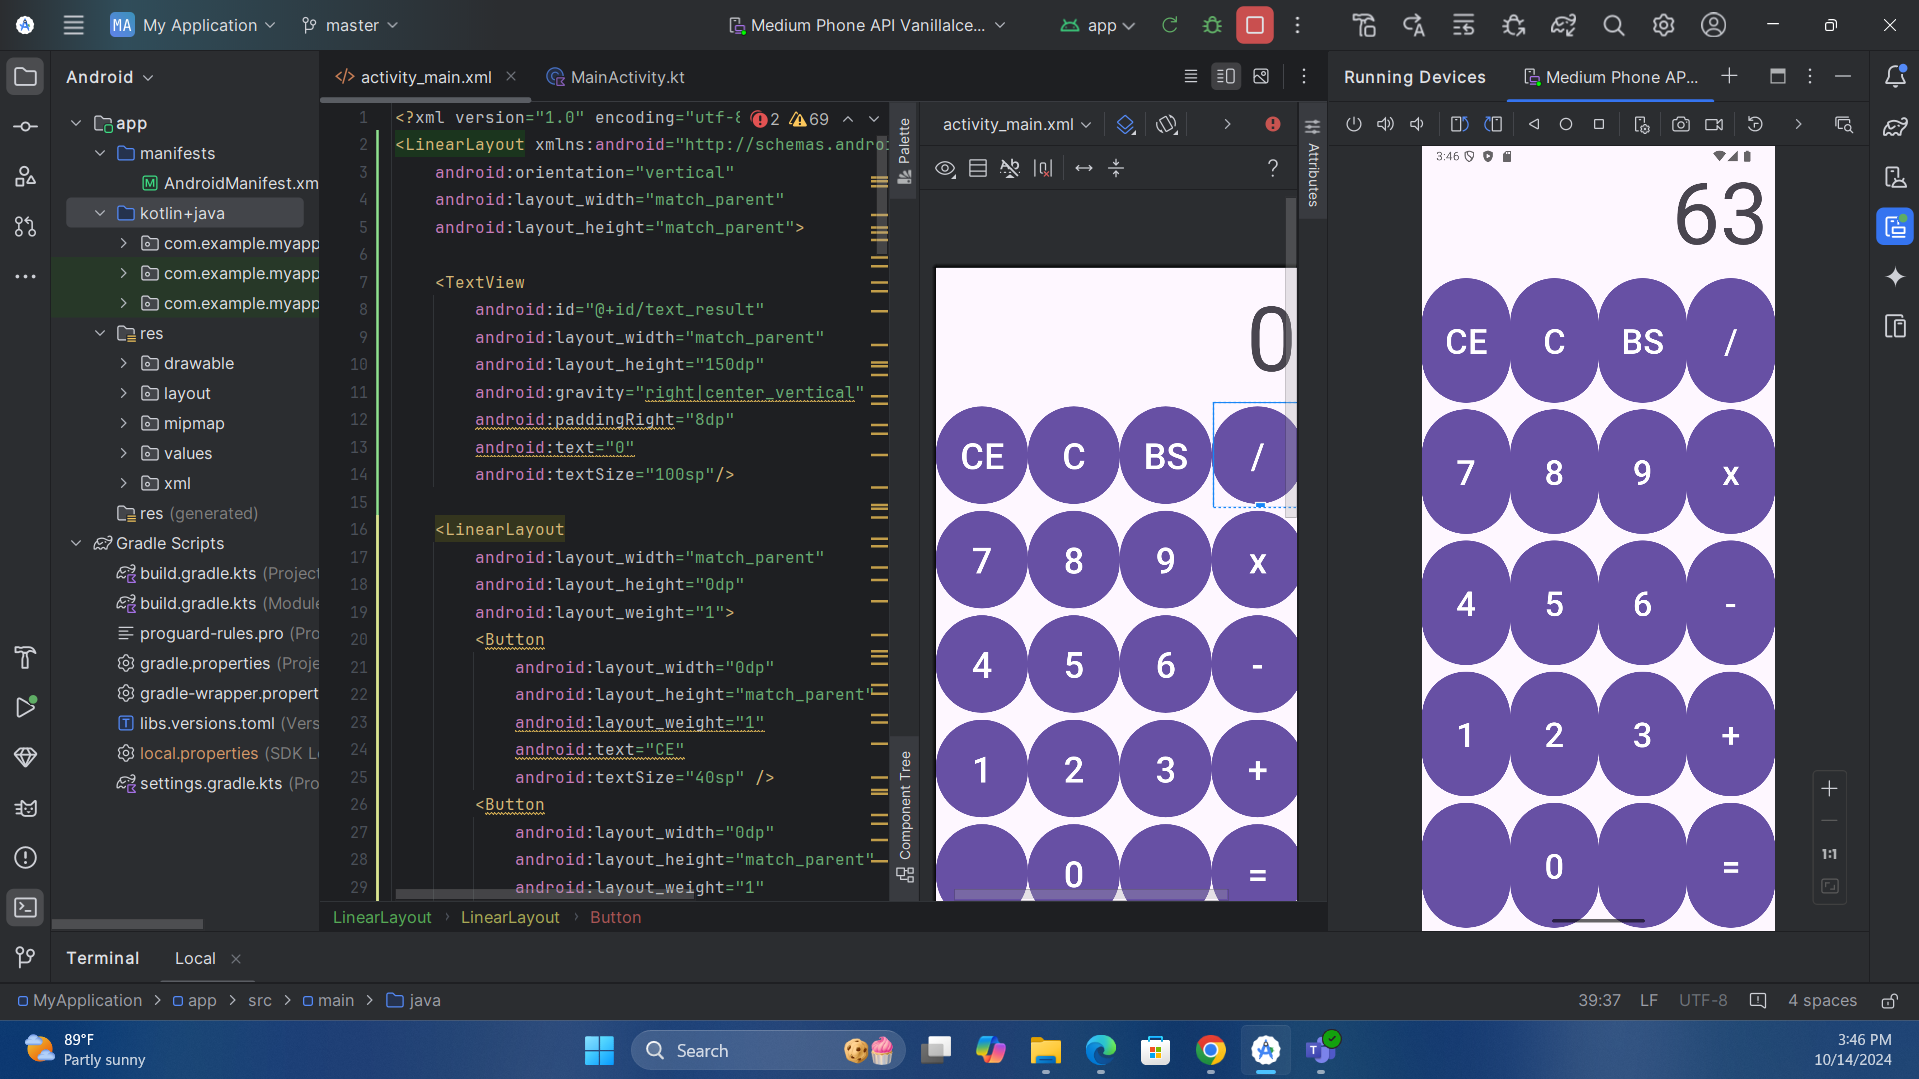 MA My Application
master
Medium Phone API VanillaIce...
app
Android
activity_main.xml
MainActivity.kt
Running Devices
Medium Phone AP...
app
manifests
AndroidManifest.xm
kotlin+java
com.example.myapp
com.example.myapp
com.example.myapp
res
drawable
layout
mipmap
values
xml
res (generated)
Gradle Scripts
build.gradle.kts (Project
build.gradle.kts (Module
proguard-rules.pro (Pro
gradle.properties (Proje
gradle-wrapper.propert
libs.versions.toml (Vers
local.properties (SDK L
settings.gradle.kts (Pro
1 <?xml version="1.0" encoding="utf-8
2 69
2 <LinearLayout xmlns:android="http://schemas.andro
3 android:orientation="vertical"
4 android:layout_width="match_parent"
5 android:layout_height="match_parent">
6
7 <TextView
8 android:id="@+id/text_result"
9 android:layout_width="match_parent"
10 android:layout_height="150dp"
11 android:gravity="right|center_vertical"
12 android:paddingRight="8dp"
13 android:text="0"
14 android:textSize="100sp"/>
15
16 <LinearLayout
17 android:layout_width="match_parent"
18 android:layout_height="0dp"
19 android:layout_weight="1">
20 <Button
21 android:layout_width="0dp"
22 android:layout_height="match_parent"
23 android:layout_weight="1"
24 android:text="CE"
25 android:textSize="40sp" />
26 <Button
27 android:layout_width="0dp"
28 android:layout_height="match_parent"
29 android:layout_weight="1"
LinearLayout > LinearLayout > Button
Palette
Component Tree
activity_main.xml
?
Attributes
0
CE C BS /
7 8 9 x
4 5 6 -
1 2 3 +
0 =
3:46
63
CE C BS /
7 8 9 x
4 5 6 -
1 2 3 +
0 =
1:1
Terminal
Local
MyApplication > app > src > main > java
39:37 LF UTF-8 4 spaces
89°F
Partly sunny
Search
3:46 PM
10/14/2024